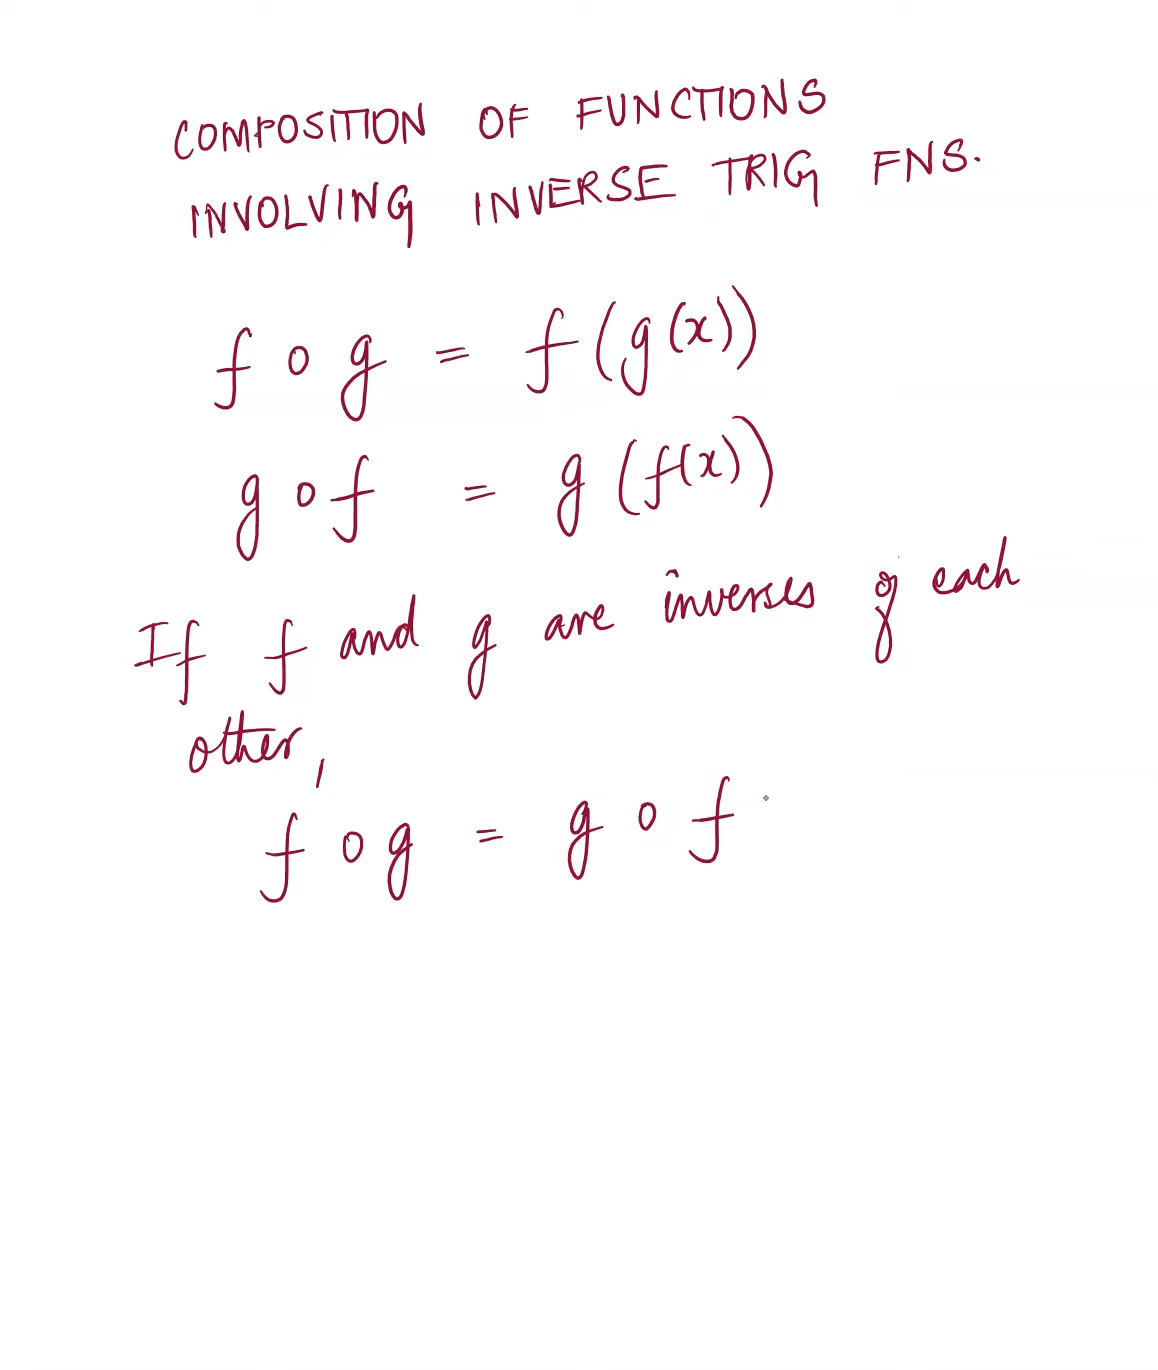 COMPOSITION OF FUNCTIONS
INVOLVING INVERSE TRIG FNS.
f o g = f(g(x))
g o f = g(f(x))
If f and g are inverses of each
other,
f o g = g o f